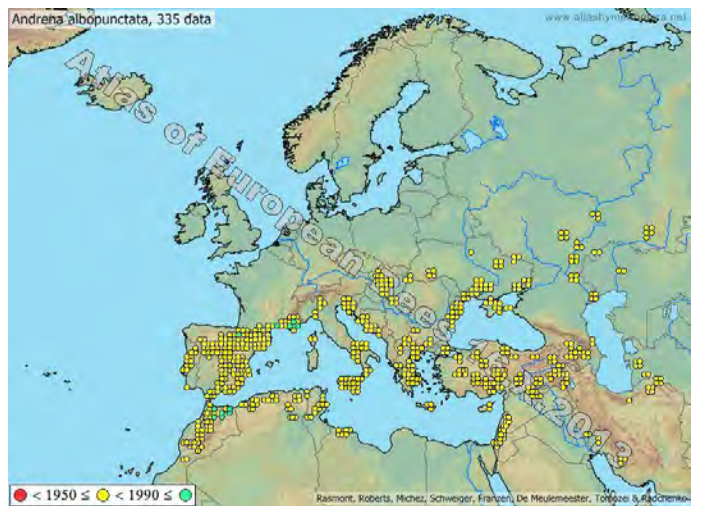 Andrena albopunctata, 335 data
www.atlashymenoptera.net
Atlas of European Bees 2013
< 1950 ≤ < 1990 ≤
Rasmont, Roberts, Michez, Schweiger, Franzen, De Meulemeester, Tomozei & Radchenko